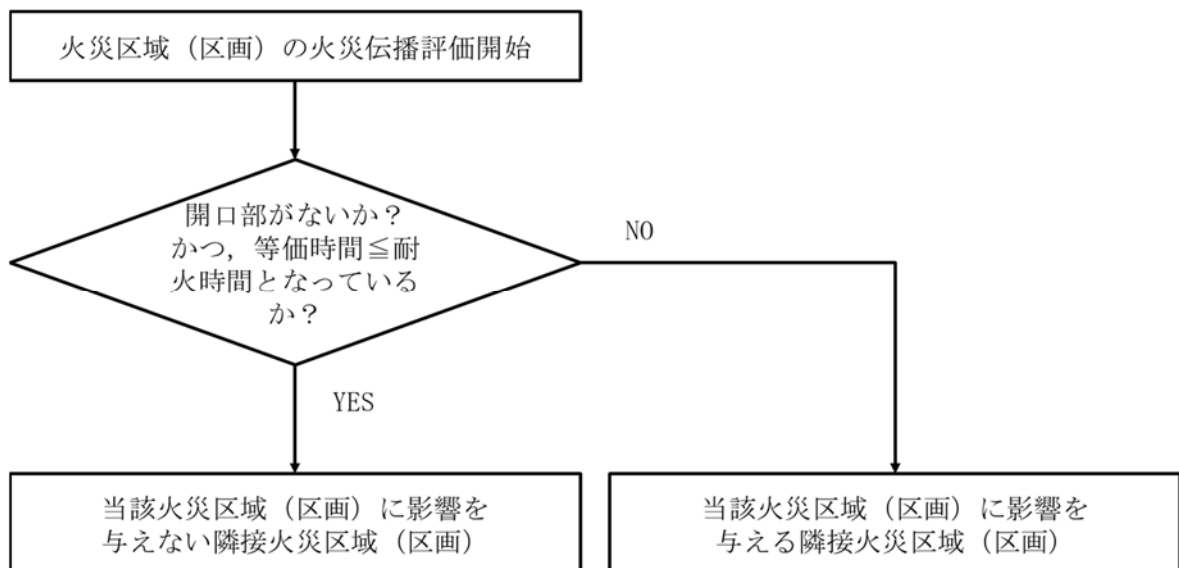 火災区域（区画）の火災伝播評価開始
開口部がないか？
かつ，等価時間≦耐
火時間となっている
か？
NO
YES
当該火災区域（区画）に影響を
与えない隣接火災区域（区画）
当該火災区域（区画）に影響を
与える隣接火災区域（区画）